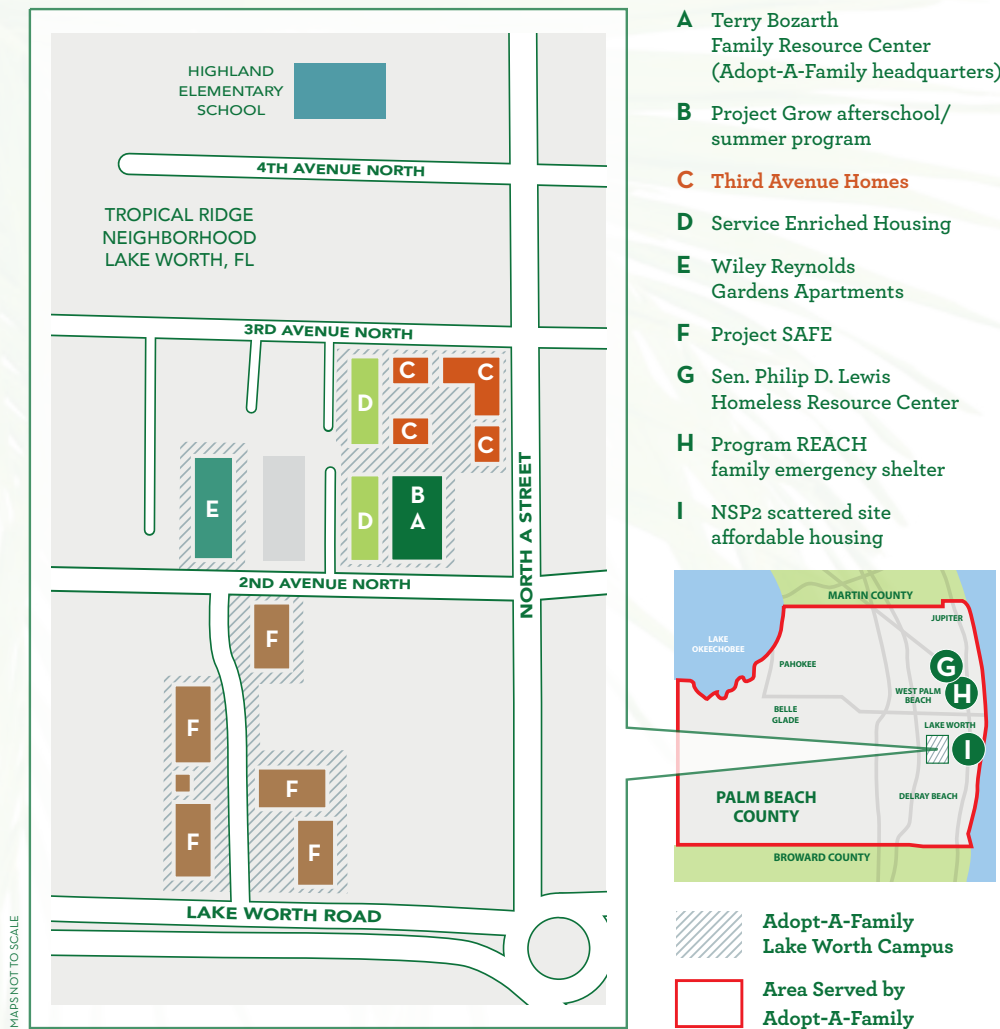 HIGHLAND
ELEMENTARY
SCHOOL
4TH AVENUE NORTH
TROPICAL RIDGE
NEIGHBORHOOD
LAKE WORTH, FL
3RD AVENUE NORTH
C
C
D
C
C
NORTH A STREET
E
B
A
D
2ND AVENUE NORTH
F
F
F
F
F
LAKE WORTH ROAD
MAPS NOT TO SCALE
A Terry Bozarth
Family Resource Center
(Adopt-A-Family headquarters)
B Project Grow afterschool/
summer program
C Third Avenue Homes
D Service Enriched Housing
E Wiley Reynolds
Gardens Apartments
F Project SAFE
G Sen. Philip D. Lewis
Homeless Resource Center
H Program REACH
family emergency shelter
I NSP2 scattered site
affordable housing
MARTIN COUNTY
JUPITER
LAKE
OKEECHOBEE
PAHOKEE
G
WEST PALM
BEACH
H
BELLE
GLADE
LAKE WORTH
I
PALM BEACH
COUNTY
DELRAY BEACH
BROWARD COUNTY
Adopt-A-Family
Lake Worth Campus
Area Served by
Adopt-A-Family